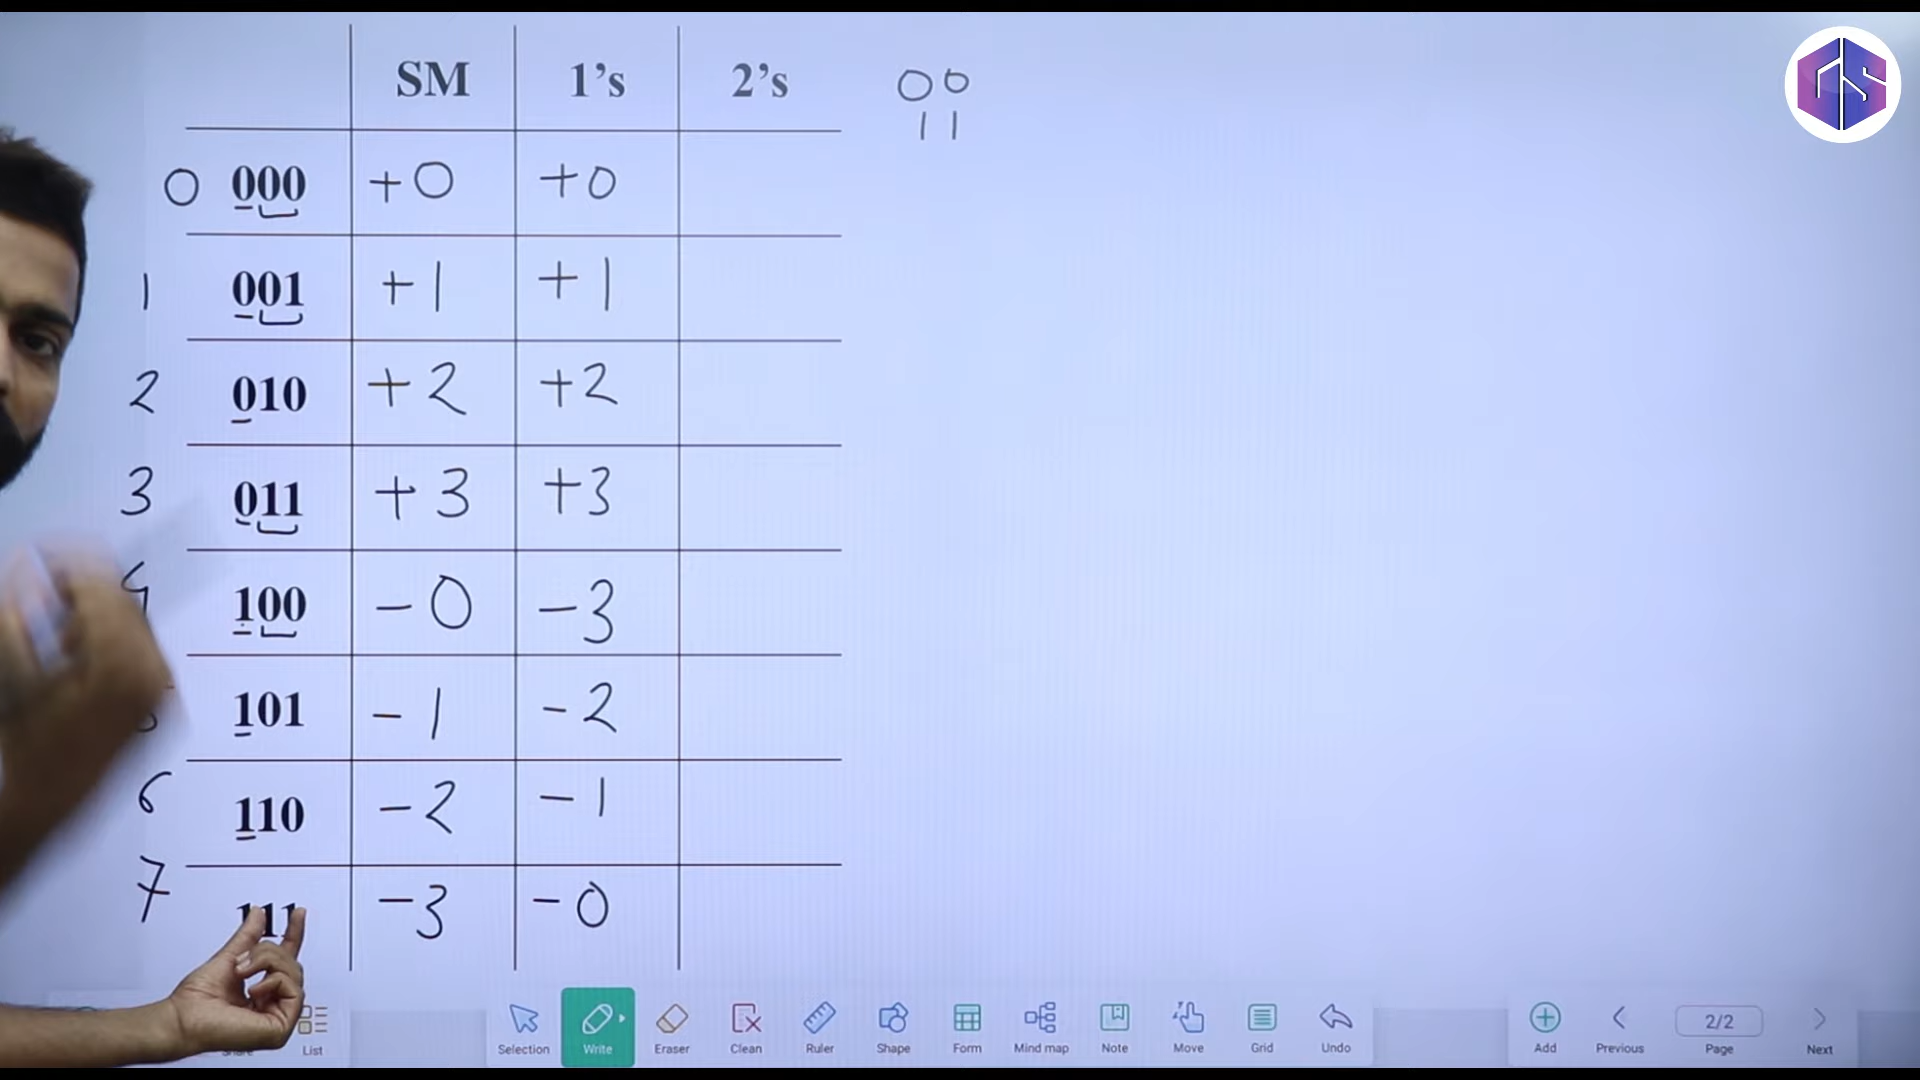 SM 1's 2's 00
11
0 000 +0 +0
1 001 +1 +1
2 010 +2 +2
3 011 +3 +3
4 100 -0 -3
101 -1 -2
6 110 -2 -1
7 111 -3 -0
List Selection Write Eraser Clean Ruler Shape Form Mind map Note Move Grid Undo Add Previous 2/2 Page Next